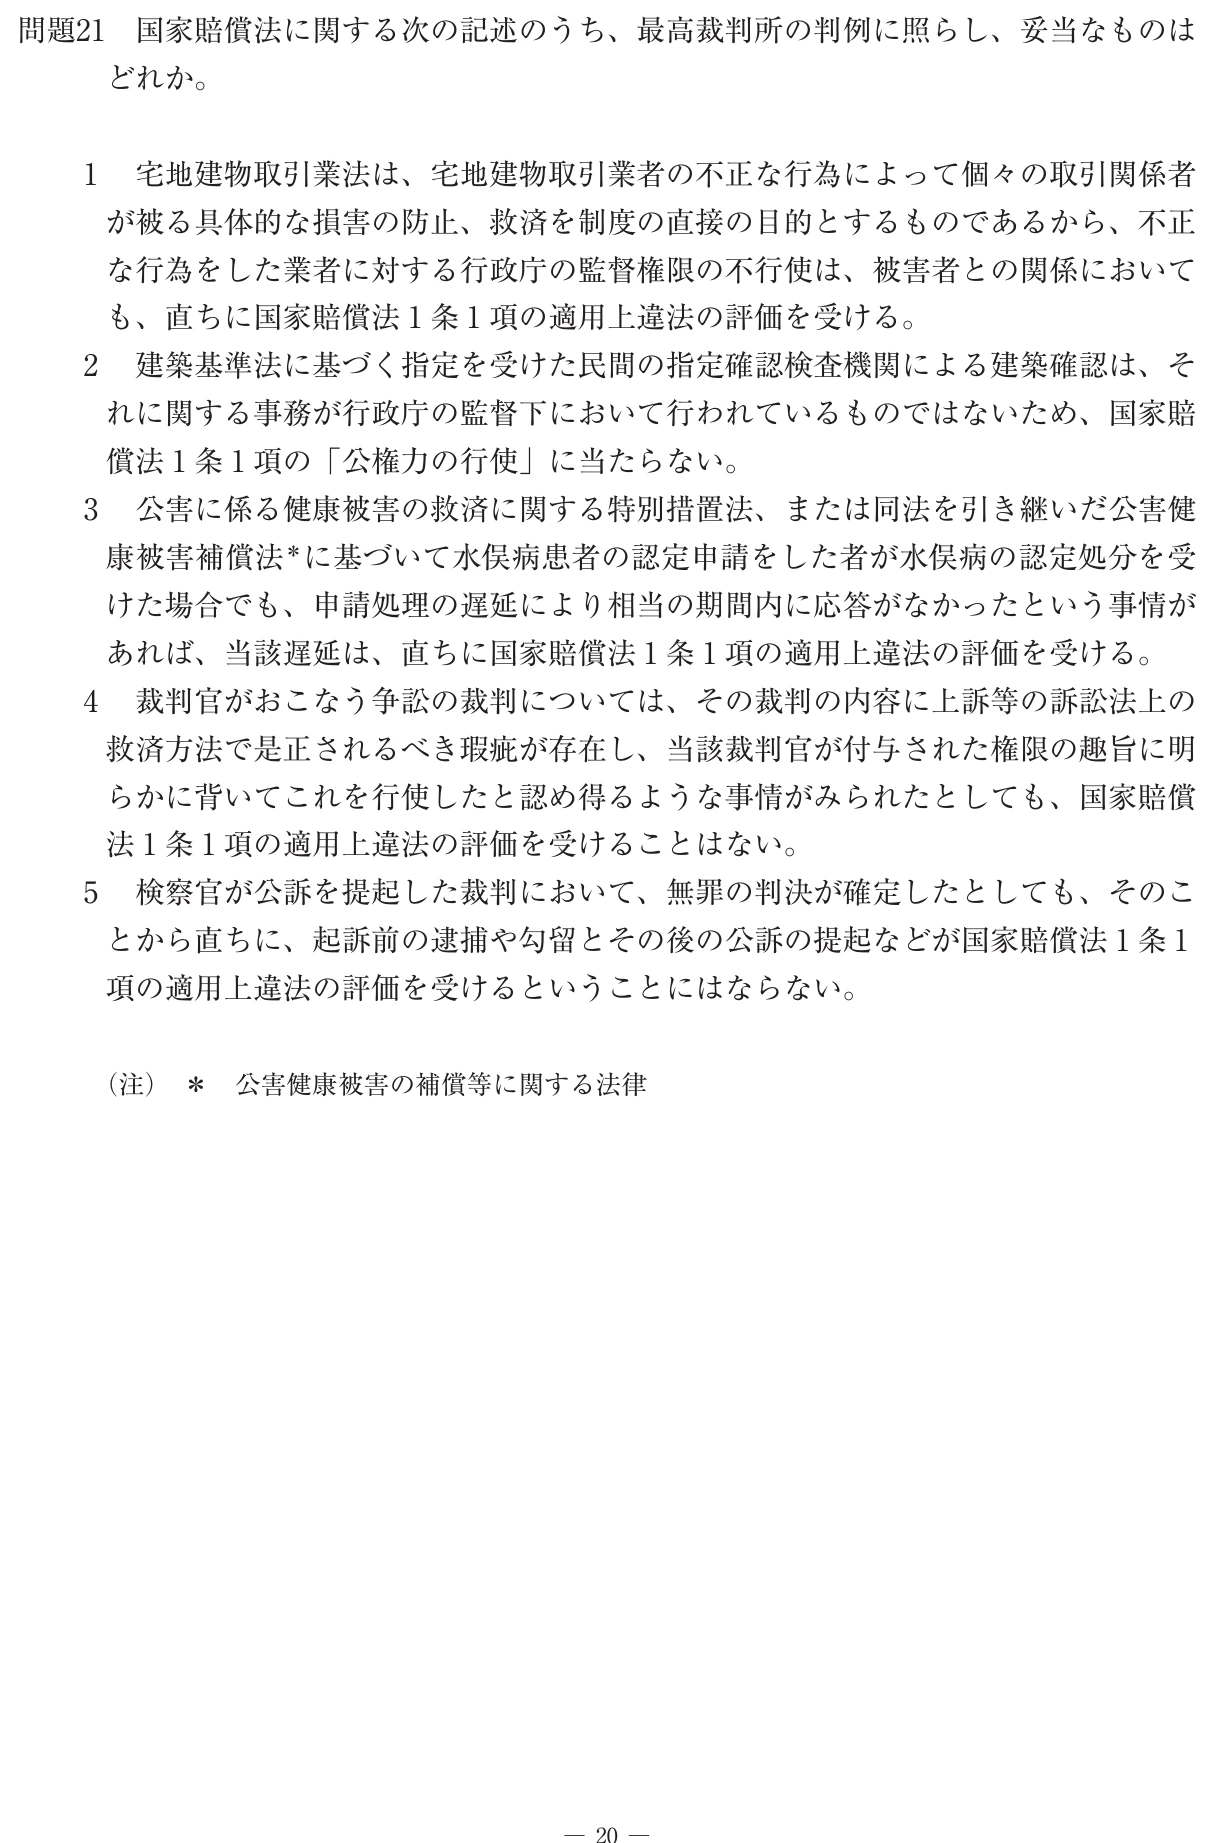 問題21　国家賠償法に関する次の記述のうち、最高裁判所の判例に照らし、妥当なものは
どれか。
1　宅地建物取引業法は、宅地建物取引業者の不正な行為によって個々の取引関係者
が被る具体的な損害の防止、救済を制度の直接の目的とするものであるから、不正
な行為をした業者に対する行政庁の監督権限の不行使は、被害者との関係において
も、直ちに国家賠償法１条１項の適用上違法の評価を受ける。
2　建築基準法に基づく指定を受けた民間の指定確認検査機関による建築確認は、そ
れに関する事務が行政庁の監督下において行われているものではないため、国家賠
償法１条１項の「公権力の行使」に当たらない。
3　公害に係る健康被害の救済に関する特別措置法、または同法を引き継いだ公害健
康被害補償法*に基づいて水俣病患者の認定申請をした者が水俣病の認定処分を受
けた場合でも、申請処理の遅延により相当の期間内に応答がなかったという事情が
あれば、当該遅延は、直ちに国家賠償法１条１項の適用上違法の評価を受ける。
4　裁判官がおこなう争訟の裁判については、その裁判の内容に上訴等の訴訟法上の
救済方法で是正されるべき瑕疵が存在し、当該裁判官が付与された権限の趣旨に明
らかに背いてこれを行使したと認め得るような事情がみられたとしても、国家賠償
法１条１項の適用上違法の評価を受けることはない。
5　検察官が公訴を提起した裁判において、無罪の判決が確定したとしても、そのこ
とから直ちに、起訴前の逮捕や勾留とその後の公訴の提起などが国家賠償法１条１
項の適用上違法の評価を受けるということにはならない。
（注）　*　公害健康被害の補償等に関する法律
― 20 ―